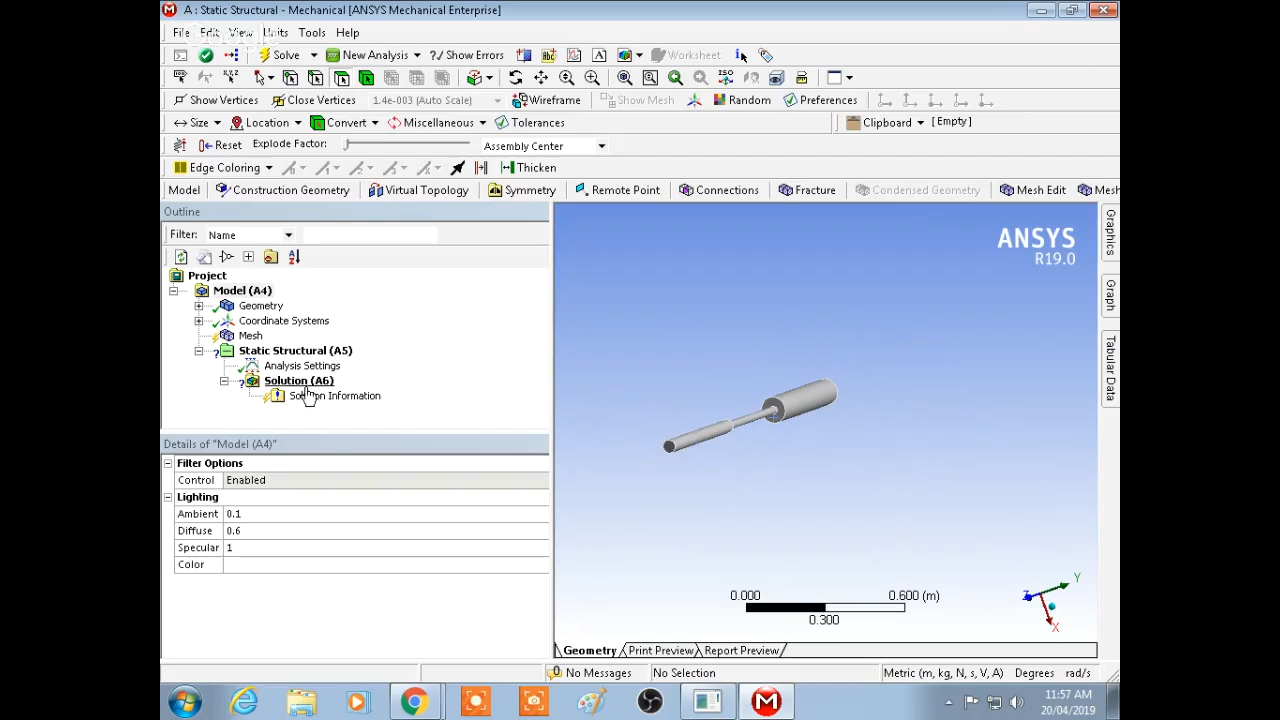 A : Static Structural - Mechanical [ANSYS Mechanical Enterprise]
File Edit View Units Tools Help
Solve New Analysis ?/ Show Errors Worksheet
Show Vertices Close Vertices 1.4e-003 (Auto Scale) Wireframe Show Mesh Random Preferences
Size Location Convert Miscellaneous Tolerances Clipboard [Empty]
Reset Explode Factor: Assembly Center
Edge Coloring Thicken
Model Construction Geometry Virtual Topology Symmetry Remote Point Connections Fracture Condensed Geometry Mesh Edit Mesh
Outline
Filter: Name
Project
Model (A4)
Geometry
Coordinate Systems
Mesh
Static Structural (A5)
Analysis Settings
Solution (A6)
Solution Information
Details of "Model (A4)"
Filter Options
Control Enabled
Lighting
Ambient 0.1
Diffuse 0.6
Specular 1
Color
ANSYS
R19.0
0.000 0.600 (m)
0.300
Y
Z
X
Geometry Print Preview Report Preview
Graphics
Graph
Tabular Data
0 No Messages No Selection Metric (m, kg, N, s, V, A) Degrees rad/s
11:57 AM
20/04/2019